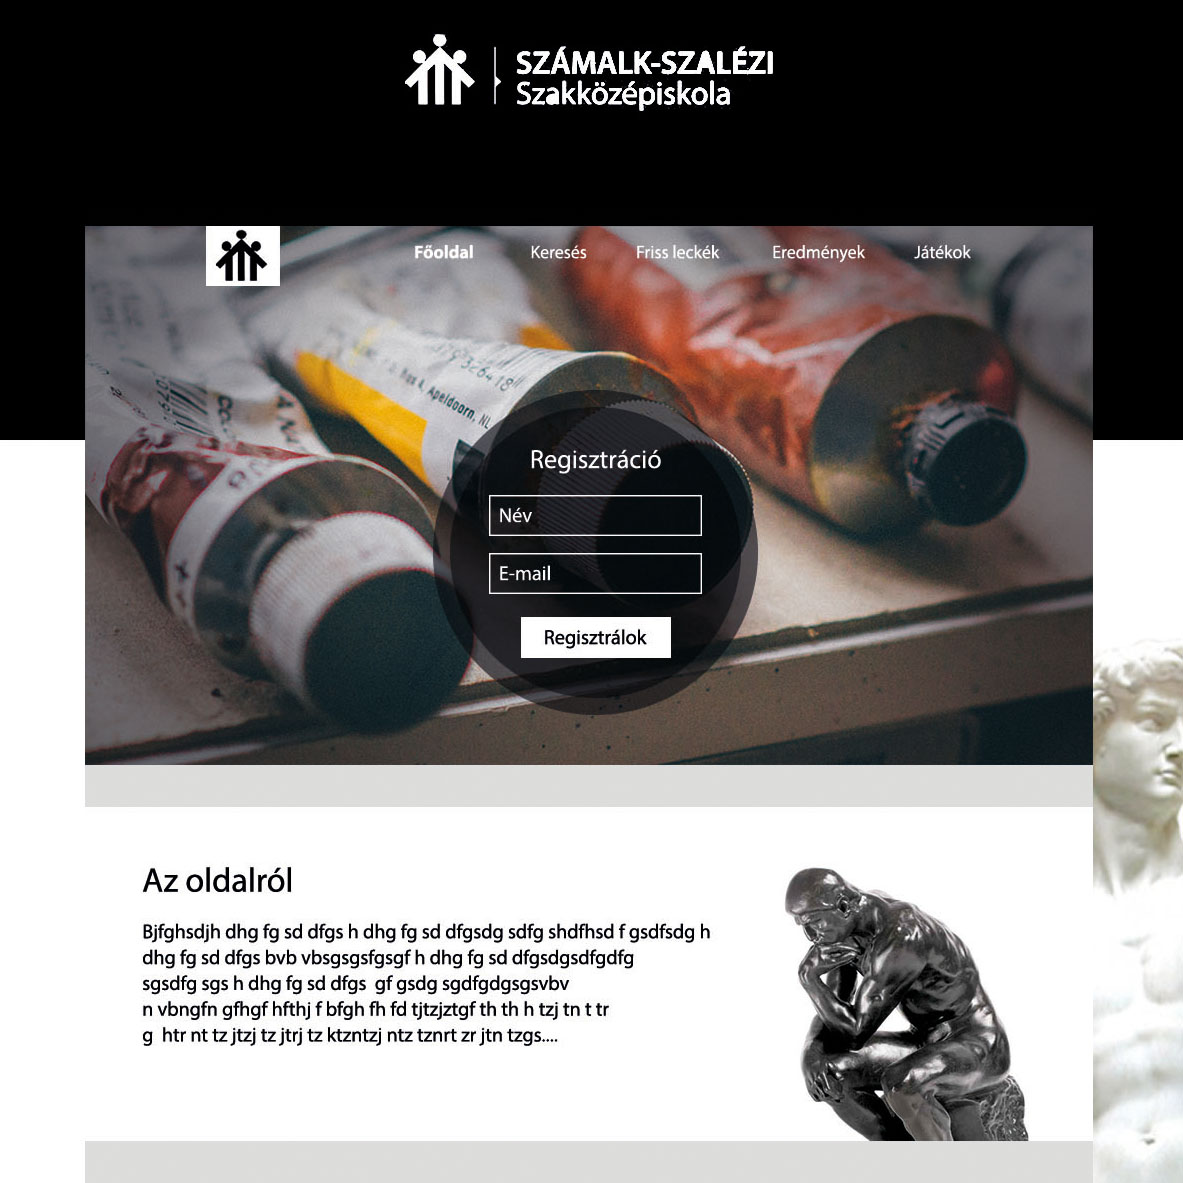 SZÁMALK-SZALÉZI
Szakközépiskola
Főoldal Keresés Friss leckék Eredmények Játékok
Apeldoorn, NL
Regisztráció
Név
E-mail
Regisztrálok
Az oldalról
Bjfghsdjh dhg fg sd dfgs h dhg fg sd dfgsdg sdfg shdfhsd f gsdfsdg h
dhg fg sd dfgs bvb vbsgsgsfgsgf h dhg fg sd dfgsdgsdfgdfg
sgsdfg sgs h dhg fg sd dfgs gf gsdg sgdfgdgsgsvbv
n vbngfn gfhgf hfthj f bfgh fh fd tjtzjztgf th th h tzj tn t tr
g htr nt tz jtzj tz jtrj tz ktzntzj ntz tznrt zr jtn tzgs....